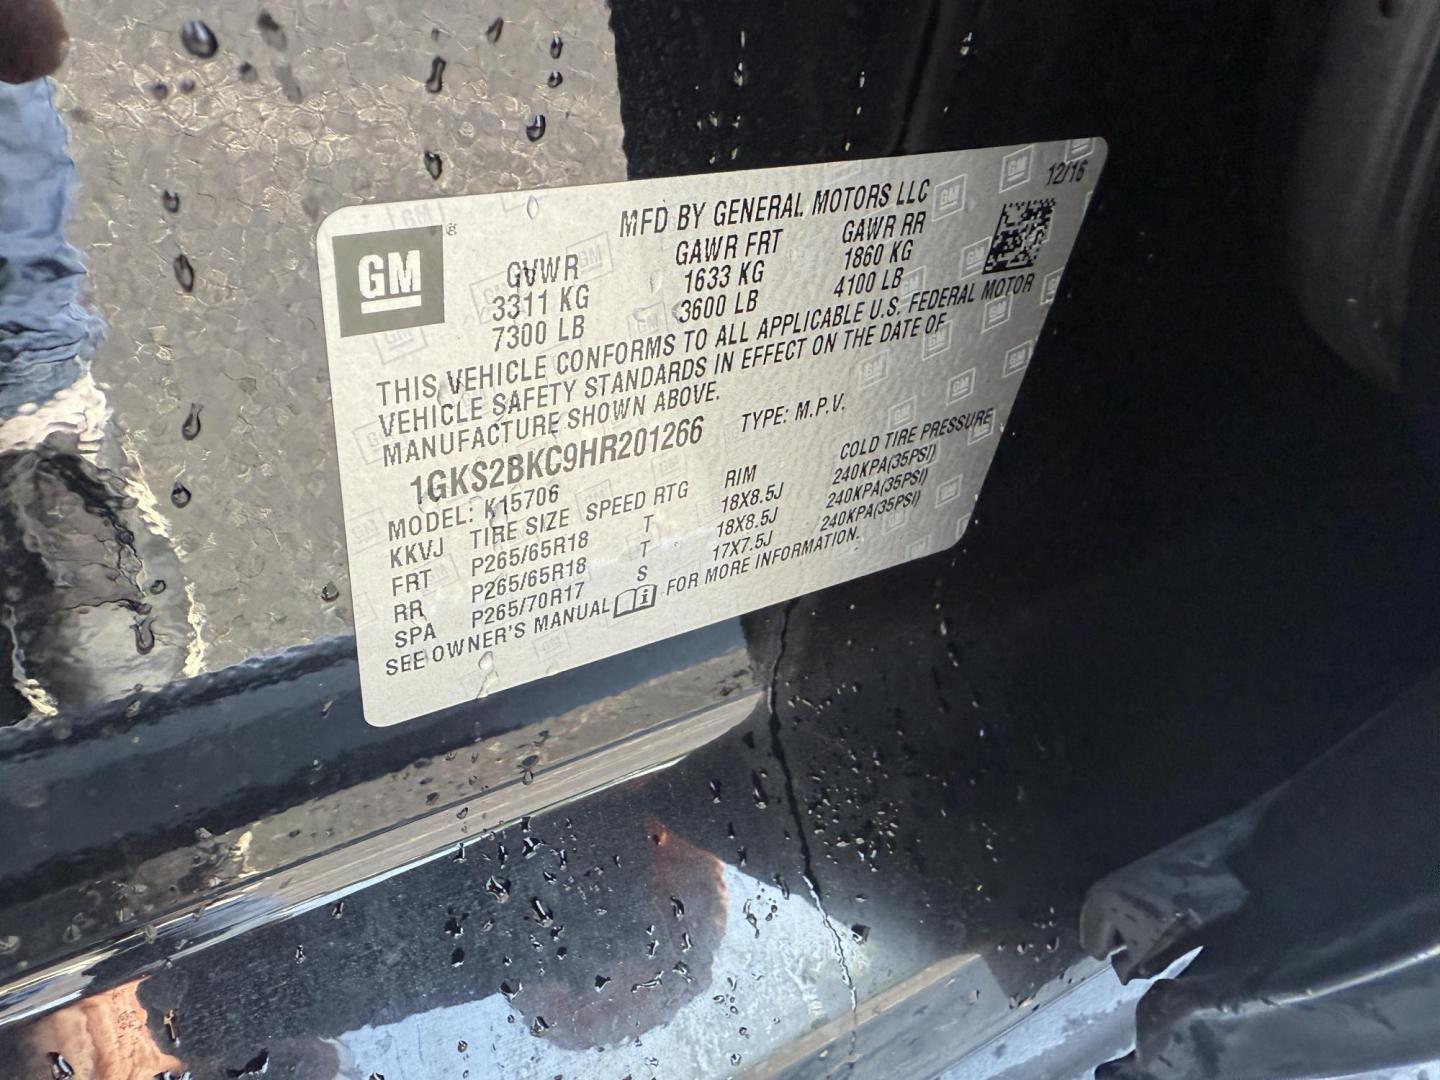 GM
®
MFD BY GENERAL MOTORS LLC
12/16
GVWR GAWR FRT GAWR RR
3311 KG 1633 KG 1860 KG
7300 LB 3600 LB 4100 LB
THIS VEHICLE CONFORMS TO ALL APPLICABLE U.S. FEDERAL MOTOR
VEHICLE SAFETY STANDARDS IN EFFECT ON THE DATE OF
MANUFACTURE SHOWN ABOVE.
1GKS2BKC9HR201266 TYPE: M.P.V.
MODEL: K15706
KKVJ TIRE SIZE SPEED RTG RIM COLD TIRE PRESSURE
FRT P265/65R18 T 18X8.5J 240KPA(35PSI)
RR P265/65R18 T 18X8.5J 240KPA(35PSI)
SPA P265/70R17 S 17X7.5J 240KPA(35PSI)
SEE OWNER'S MANUAL i FOR MORE INFORMATION.